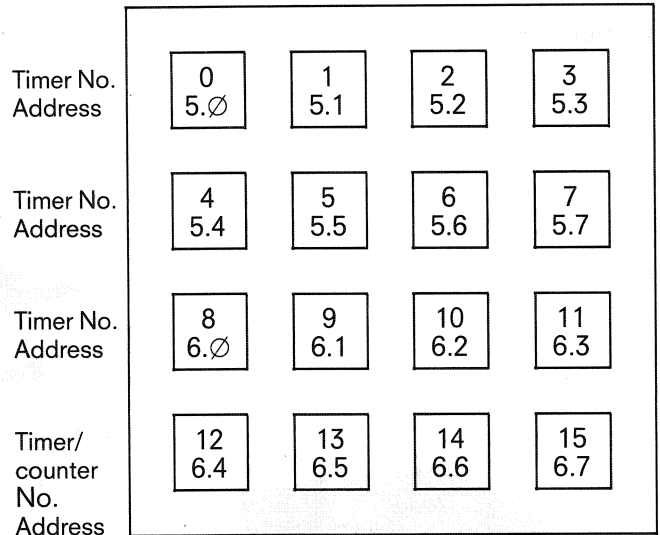 Timer No. 0 1 2 3
Address 5.∅ 5.1 5.2 5.3
Timer No. 4 5 6 7
Address 5.4 5.5 5.6 5.7
Timer No. 8 9 10 11
Address 6.∅ 6.1 6.2 6.3
Timer/ 12 13 14 15
counter 6.4 6.5 6.6 6.7
No.
Address